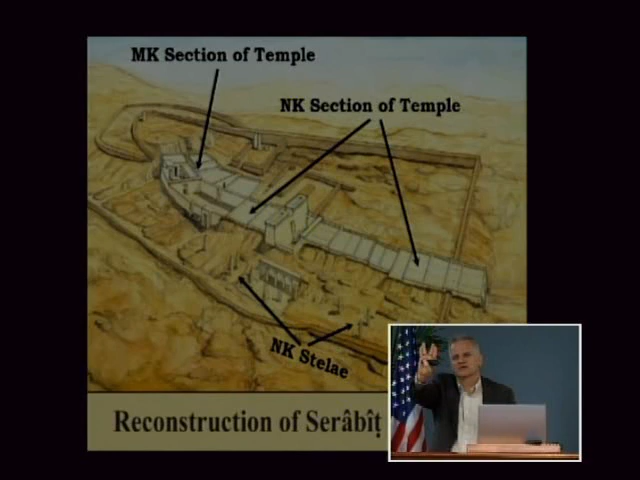 MK Section of Temple
NK Section of Temple
NK Stelae
Reconstruction of Serâbîṭ